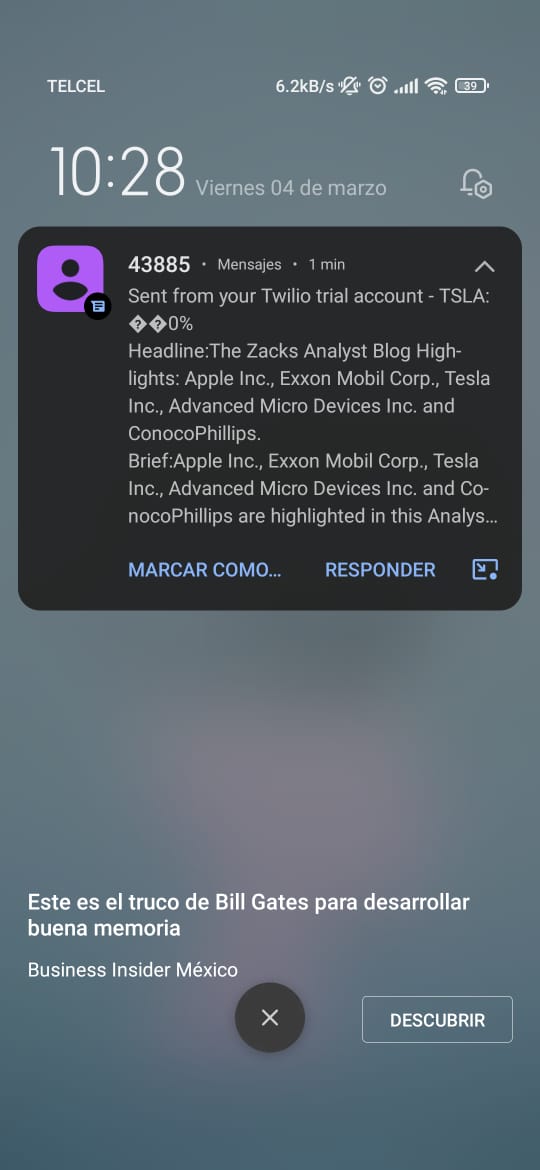 TELCEL
6.2kB/s
39
10:28 Viernes 04 de marzo
43885 • Mensajes • 1 min
Sent from your Twilio trial account - TSLA:
��0%
Headline:The Zacks Analyst Blog High-
lights: Apple Inc., Exxon Mobil Corp., Tesla
Inc., Advanced Micro Devices Inc. and
ConocoPhillips.
Brief:Apple Inc., Exxon Mobil Corp., Tesla
Inc., Advanced Micro Devices Inc. and Co-
nocoPhillips are highlighted in this Analys…
MARCAR COMO… RESPONDER
Este es el truco de Bill Gates para desarrollar
buena memoria
Business Insider México
DESCUBRIR